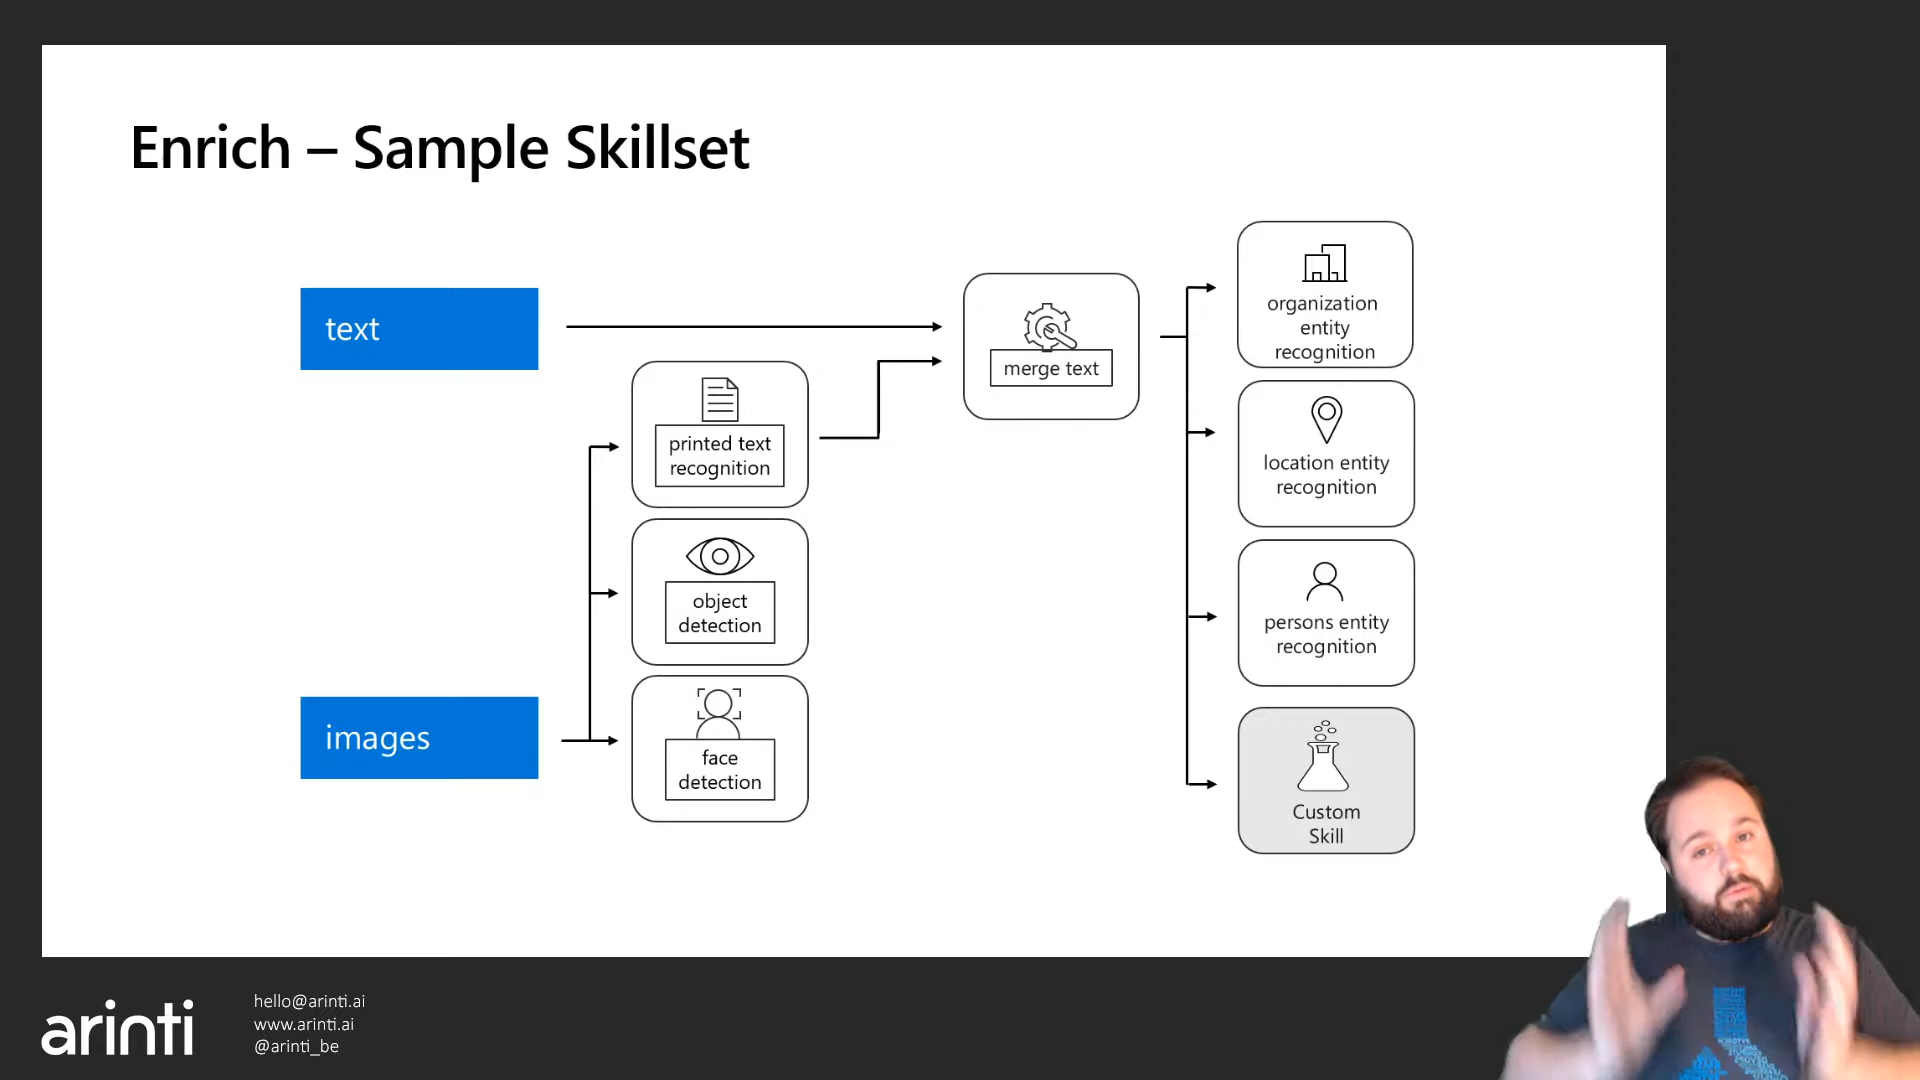 Enrich – Sample Skillset
text
images
printed text
recognition
object
detection
face
detection
merge text
organization
entity
recognition
location entity
recognition
persons entity
recognition
Custom
Skill
arinti
hello@arinti.ai
www.arinti.ai
@arinti_be